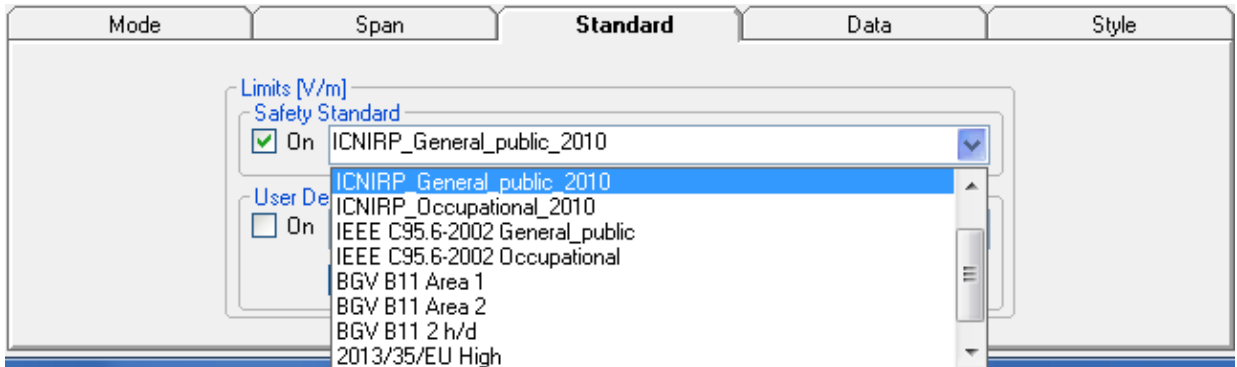 Mode Span Standard Data Style
Limits [V/m]
Safety Standard
On ICNIRP_General_public_2010
ICNIRP_General_public_2010
User De
ICNIRP_Occupational_2010
On IEEE C95.6-2002 General_public
IEEE C95.6-2002 Occupational
BGV B11 Area 1
BGV B11 Area 2
BGV B11 2 h/d
2013/35/EU High